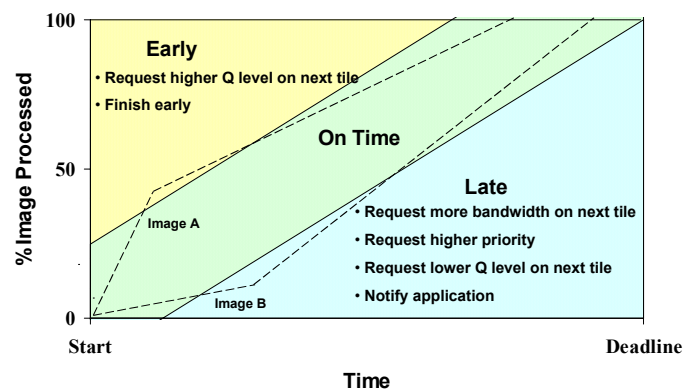 100
Early
• Request higher Q level on next tile
• Finish early
On Time
50
% Image Processed
Late
Image A
• Request more bandwidth on next tile
• Request higher priority
• Request lower Q level on next tile
Image B
• Notify application
0
Start
Deadline
Time